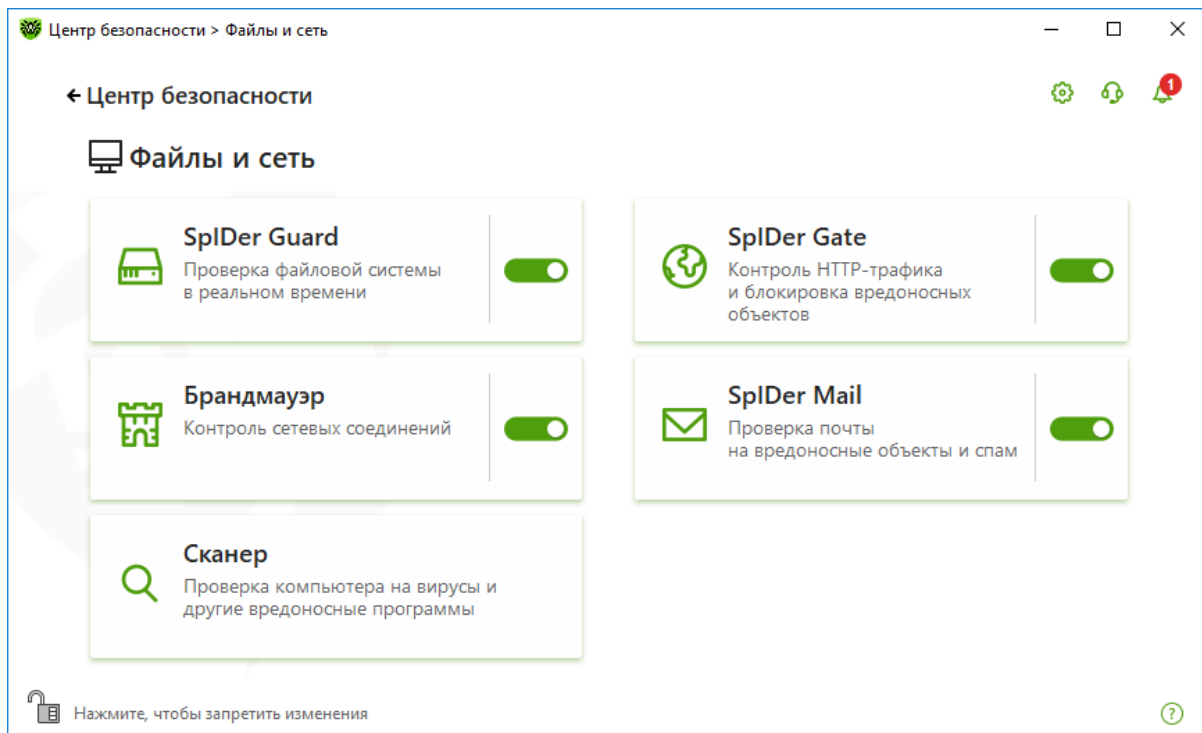 Центр безопасности > Файлы и сеть
Центр безопасности
1
Файлы и сеть
SpIDer Guard
Проверка файловой системы
в реальном времени
SpIDer Gate
Контроль HTTP-трафика
и блокировка вредоносных
объектов
Брандмауэр
Контроль сетевых соединений
SpIDer Mail
Проверка почты
на вредоносные объекты и спам
Сканер
Проверка компьютера на вирусы и
другие вредоносные программы
Нажмите, чтобы запретить изменения
?